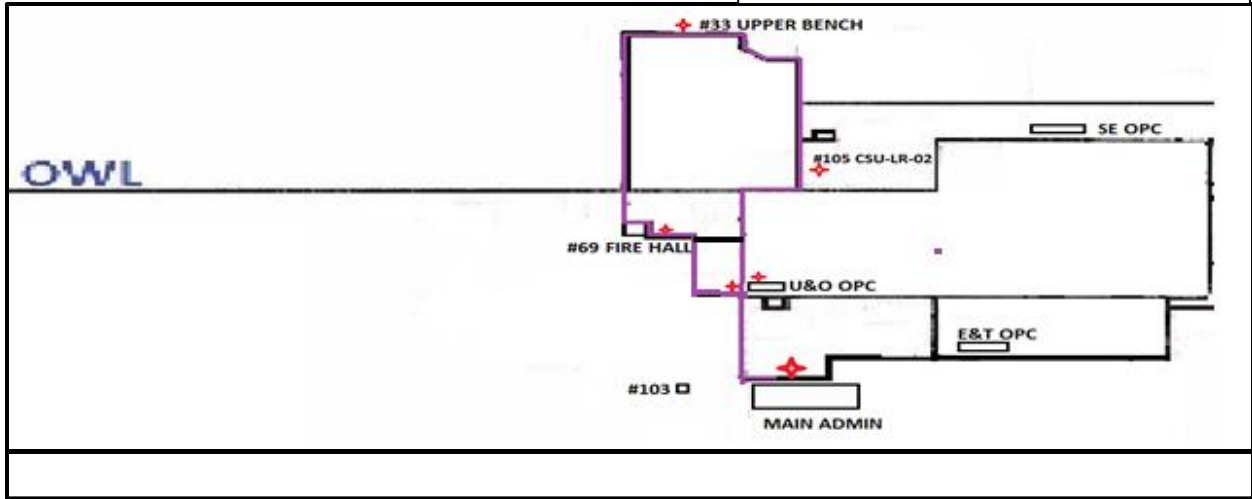 #33 UPPER BENCH
SE OPC
#105 CSU-LR-02
OWL
#69 FIRE HALL
U&O OPC
E&T OPC
#103
MAIN ADMIN